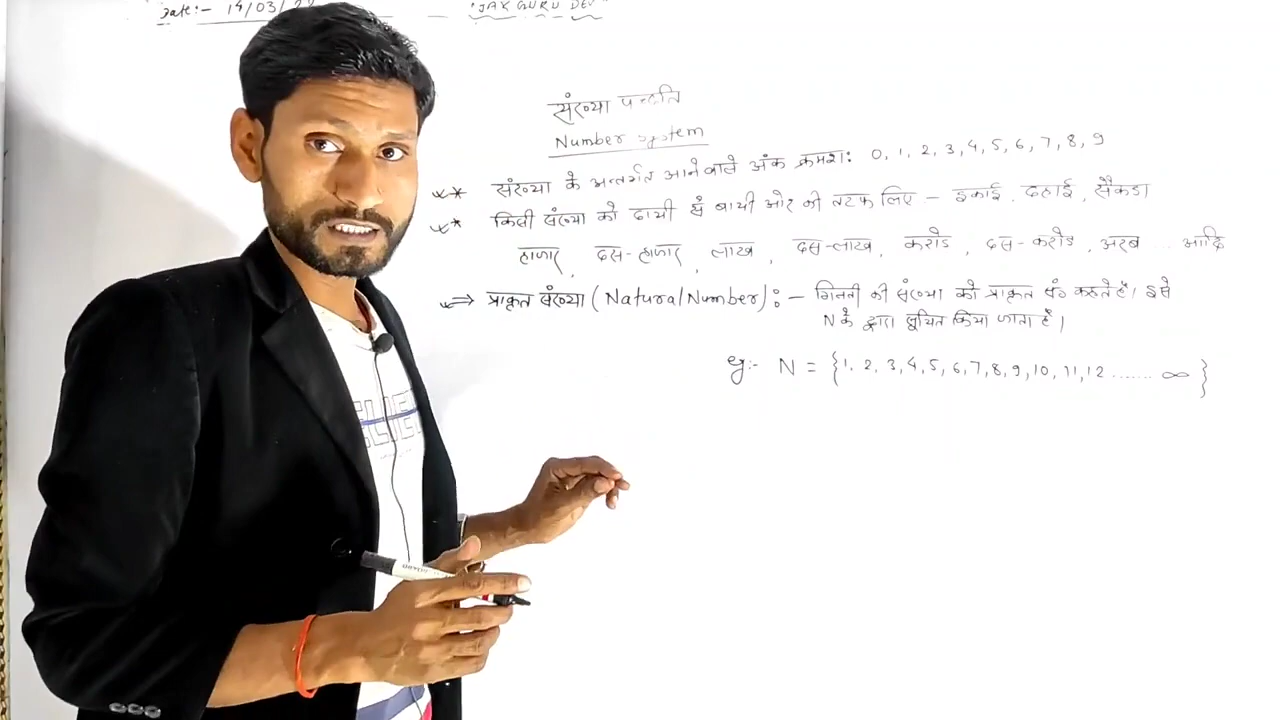 Date:- 14/03/22 "JAY GURU DEV"
संख्या पद्धति
Number System
** संख्या के अन्तर्गत आने वाले अंक क्रमशः 0, 1, 2, 3, 4, 5, 6, 7, 8, 9
** किसी संख्या को दायी से बायी ओर की तरफ लिए - इकाई, दहाई, सैकडा
हजार, दस-हजार, लाख, दस-लाख, करोड, दस-करोड, अरब ... आदि
⇒ प्राकृत संख्या (Natural Number) :- गिनती की संख्या को प्राकृत सं० कहते है। इसे
N के द्वारा सूचित किया जाता है।
N = {1, 2, 3, 4, 5, 6, 7, 8, 9, 10, 11, 12 ...... ∞ }